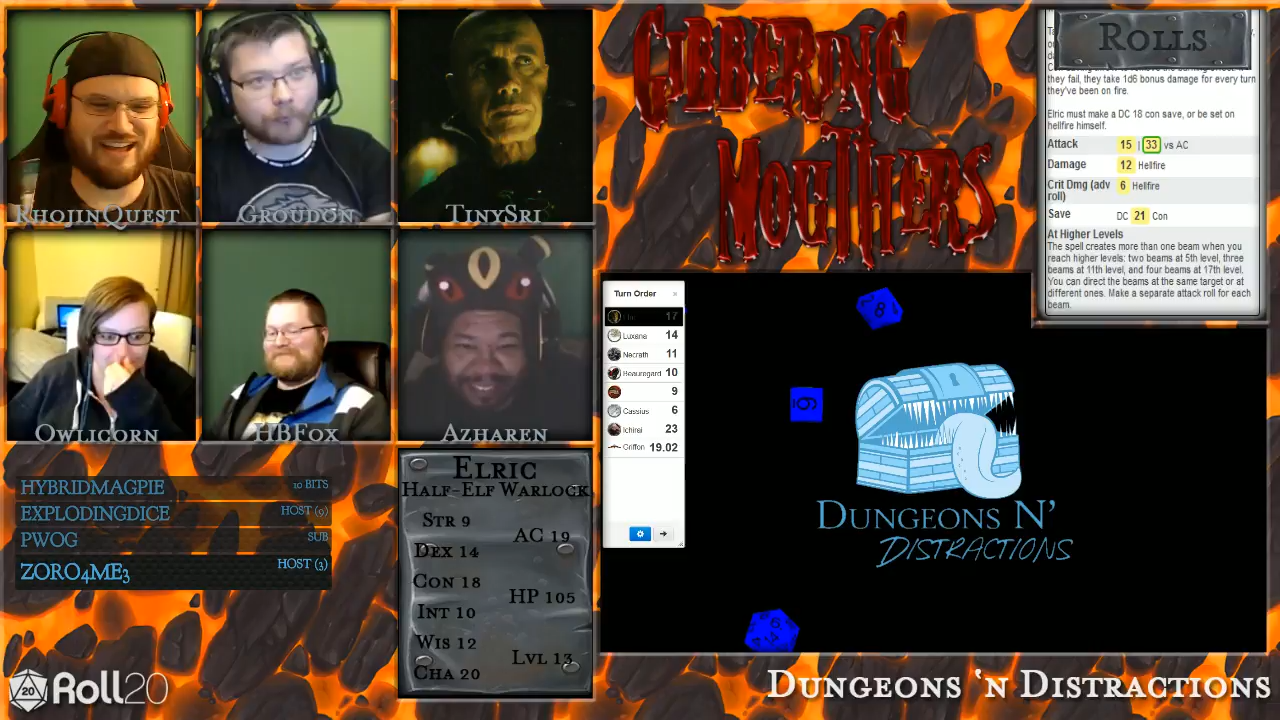 RhojinQuest
Groudon
TinySri
Owlicorn
HBFox
Azharen
HYBRIDMAGPIE 10 BITS
EXPLODINGDICE HOST (9)
PWOG SUB
ZORO4ME3 HOST (3)
Roll20
20
Elric
Half-Elf Warlock
Str 9
Dex 14
Con 18
Int 10
Wis 12
Cha 20
AC 19
HP 105
Lvl 13
Gibbering
Mouthers
Rolls
they fail, they take 1d6 bonus damage for every turn
they've been on fire.
Elric must make a DC 18 con save, or be set on
hellfire himself.
Attack 15 | 33 vs AC
Damage 12 Hellfire
Crit Dmg (adv 6 Hellfire
roll)
Save DC 21 Con
At Higher Levels
The spell creates more than one beam when you
reach higher levels: two beams at 5th level, three
beams at 11th level, and four beams at 17th level.
You can direct the beams at the same target or at
different ones. Make a separate attack roll for each
beam.
Turn Order »
17
Luxana 14
Necrath 11
Beauregard 10
9
Cassius 6
Ichirai 23
Griffon 19.02
Dungeons N'
Distractions
Dungeons 'n Distractions